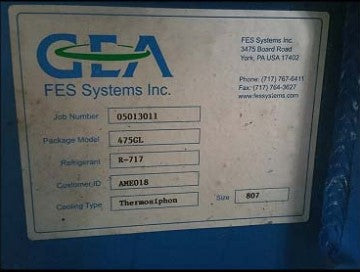 GEA
FES Systems Inc.
FES Systems Inc.
3475 Board Road
York, PA USA 17402
Phone: (717) 767-6411
Fax: (717) 764-3627
www.fessystems.com
Job Number 05013011
Package Model 475GL
Refrigerant R-717
Customer ID AME018
Cooling Type Thermosiphon
Size 807